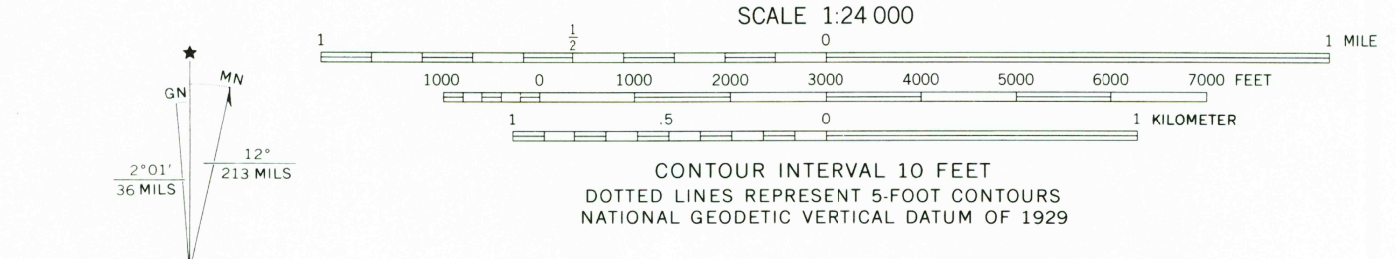 SCALE 1:24 000
1 1/2 0 1 MILE
1000 0 1000 2000 3000 4000 5000 6000 7000 FEET
1 .5 0 1 KILOMETER
CONTOUR INTERVAL 10 FEET
DOTTED LINES REPRESENT 5-FOOT CONTOURS
NATIONAL GEODETIC VERTICAL DATUM OF 1929
★
GN MN
2°01′
36 MILS
12°
213 MILS